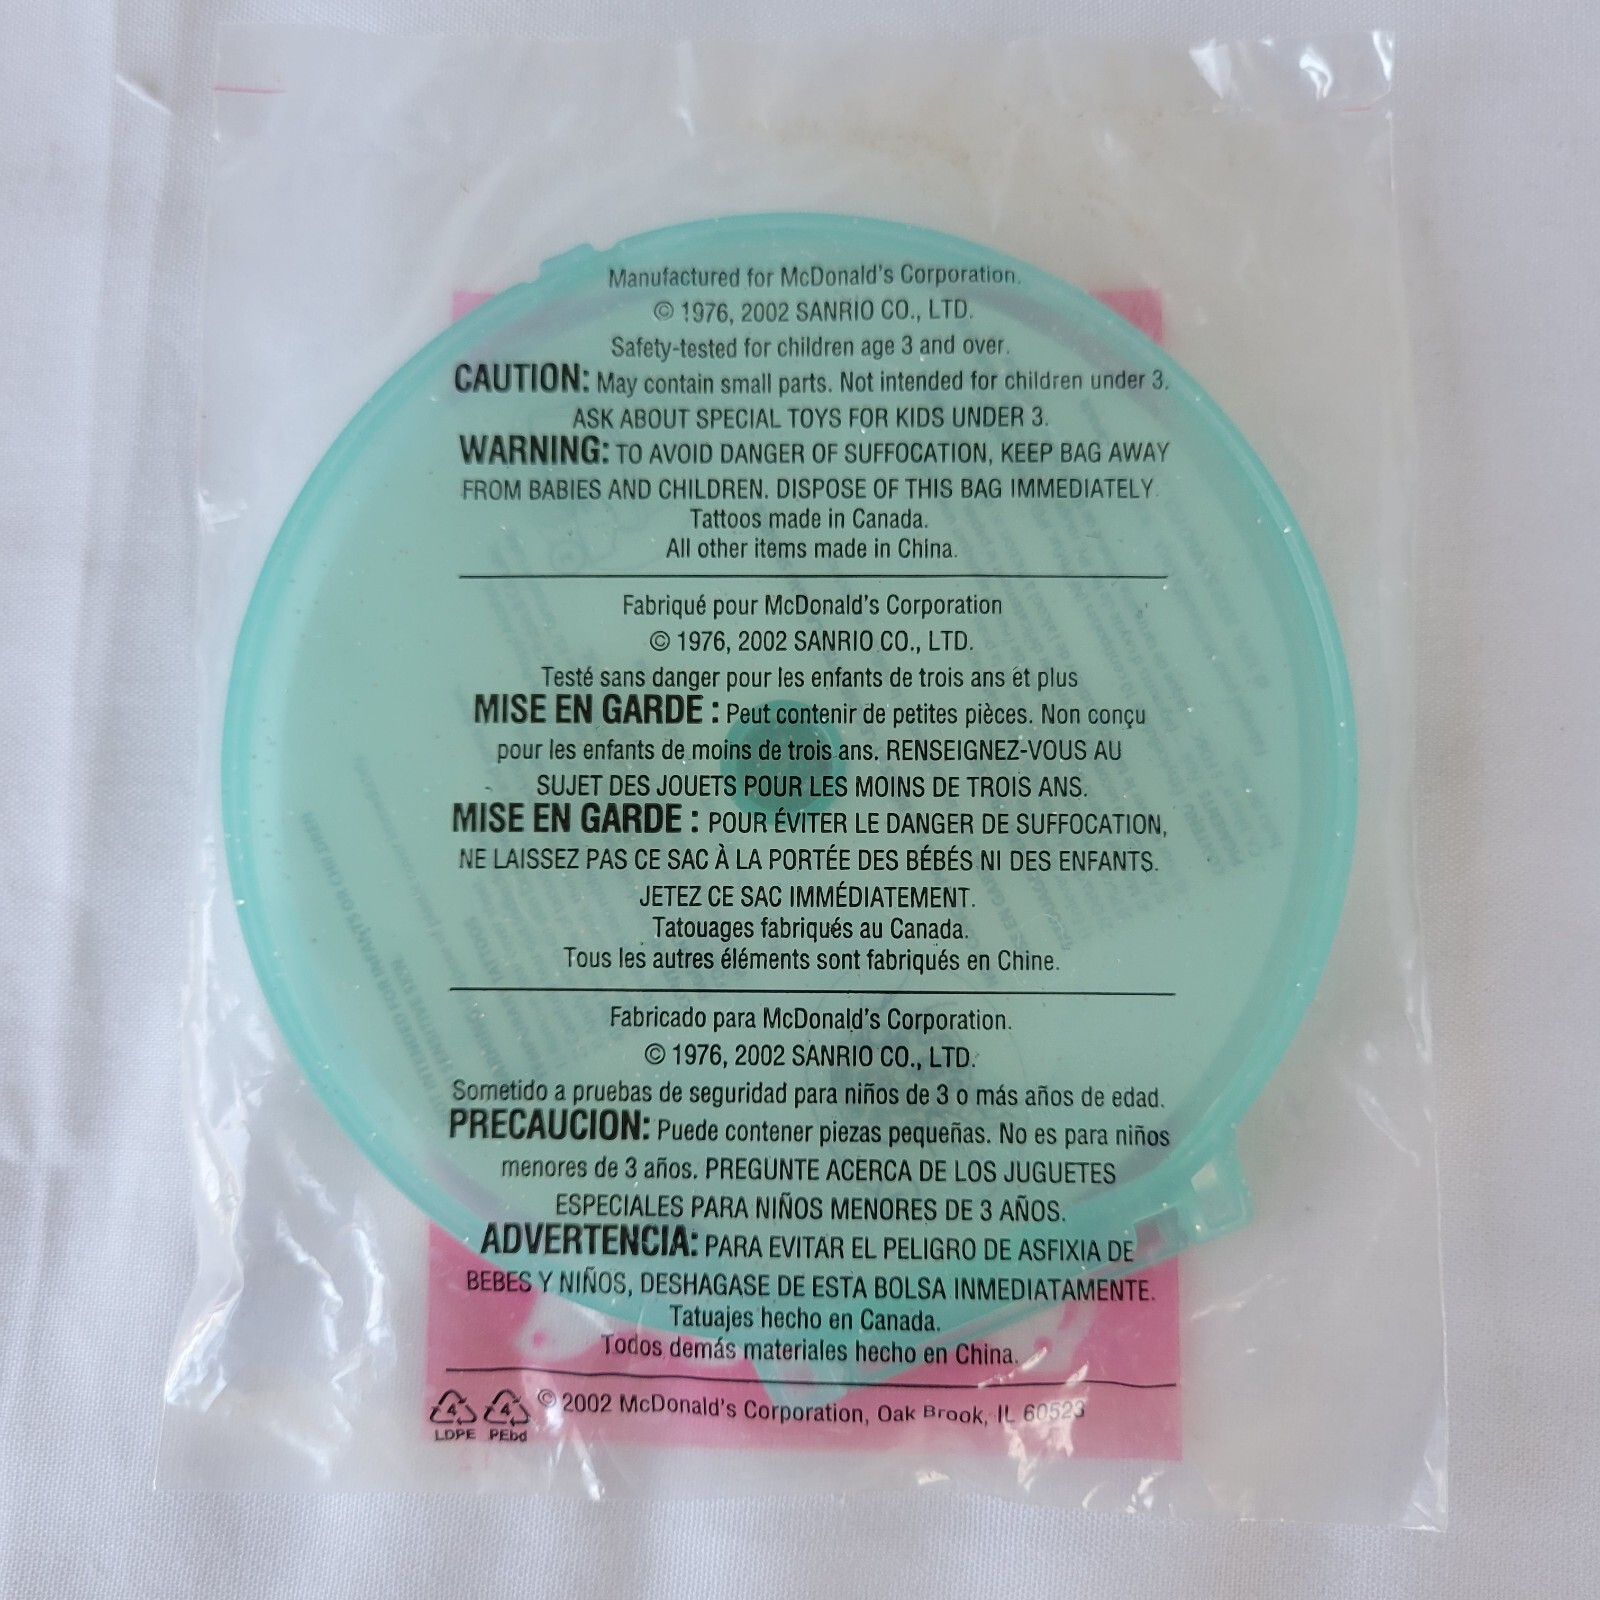 Manufactured for McDonald's Corporation.
© 1976, 2002 SANRIO CO., LTD.
Safety-tested for children age 3 and over.
CAUTION: May contain small parts. Not intended for children under 3.
ASK ABOUT SPECIAL TOYS FOR KIDS UNDER 3.
WARNING: TO AVOID DANGER OF SUFFOCATION, KEEP BAG AWAY
FROM BABIES AND CHILDREN. DISPOSE OF THIS BAG IMMEDIATELY.
Tattoos made in Canada.
All other items made in China.
Fabriqué pour McDonald's Corporation
© 1976, 2002 SANRIO CO., LTD.
Testé sans danger pour les enfants de trois ans et plus
MISE EN GARDE : Peut contenir de petites pièces. Non conçu
pour les enfants de moins de trois ans. RENSEIGNEZ-VOUS AU
SUJET DES JOUETS POUR LES MOINS DE TROIS ANS.
MISE EN GARDE : POUR ÉVITER LE DANGER DE SUFFOCATION,
NE LAISSEZ PAS CE SAC À LA PORTÉE DES BÉBÉS NI DES ENFANTS.
JETEZ CE SAC IMMÉDIATEMENT.
Tatouages fabriqués au Canada.
Tous les autres éléments sont fabriqués en Chine.
Fabricado para McDonald's Corporation.
© 1976, 2002 SANRIO CO., LTD.
Sometido a pruebas de seguridad para niños de 3 o más años de edad.
PRECAUCION: Puede contener piezas pequeñas. No es para niños
menores de 3 años. PREGUNTE ACERCA DE LOS JUGUETES
ESPECIALES PARA NIÑOS MENORES DE 3 AÑOS.
ADVERTENCIA: PARA EVITAR EL PELIGRO DE ASFIXIA DE
BEBES Y NIÑOS, DESHAGASE DE ESTA BOLSA INMEDIATAMENTE.
Tatuajes hecho en Canada.
Todos demás materiales hecho en China.
4 4 © 2002 McDonald's Corporation, Oak Brook, IL 60523
LDPE PEbd